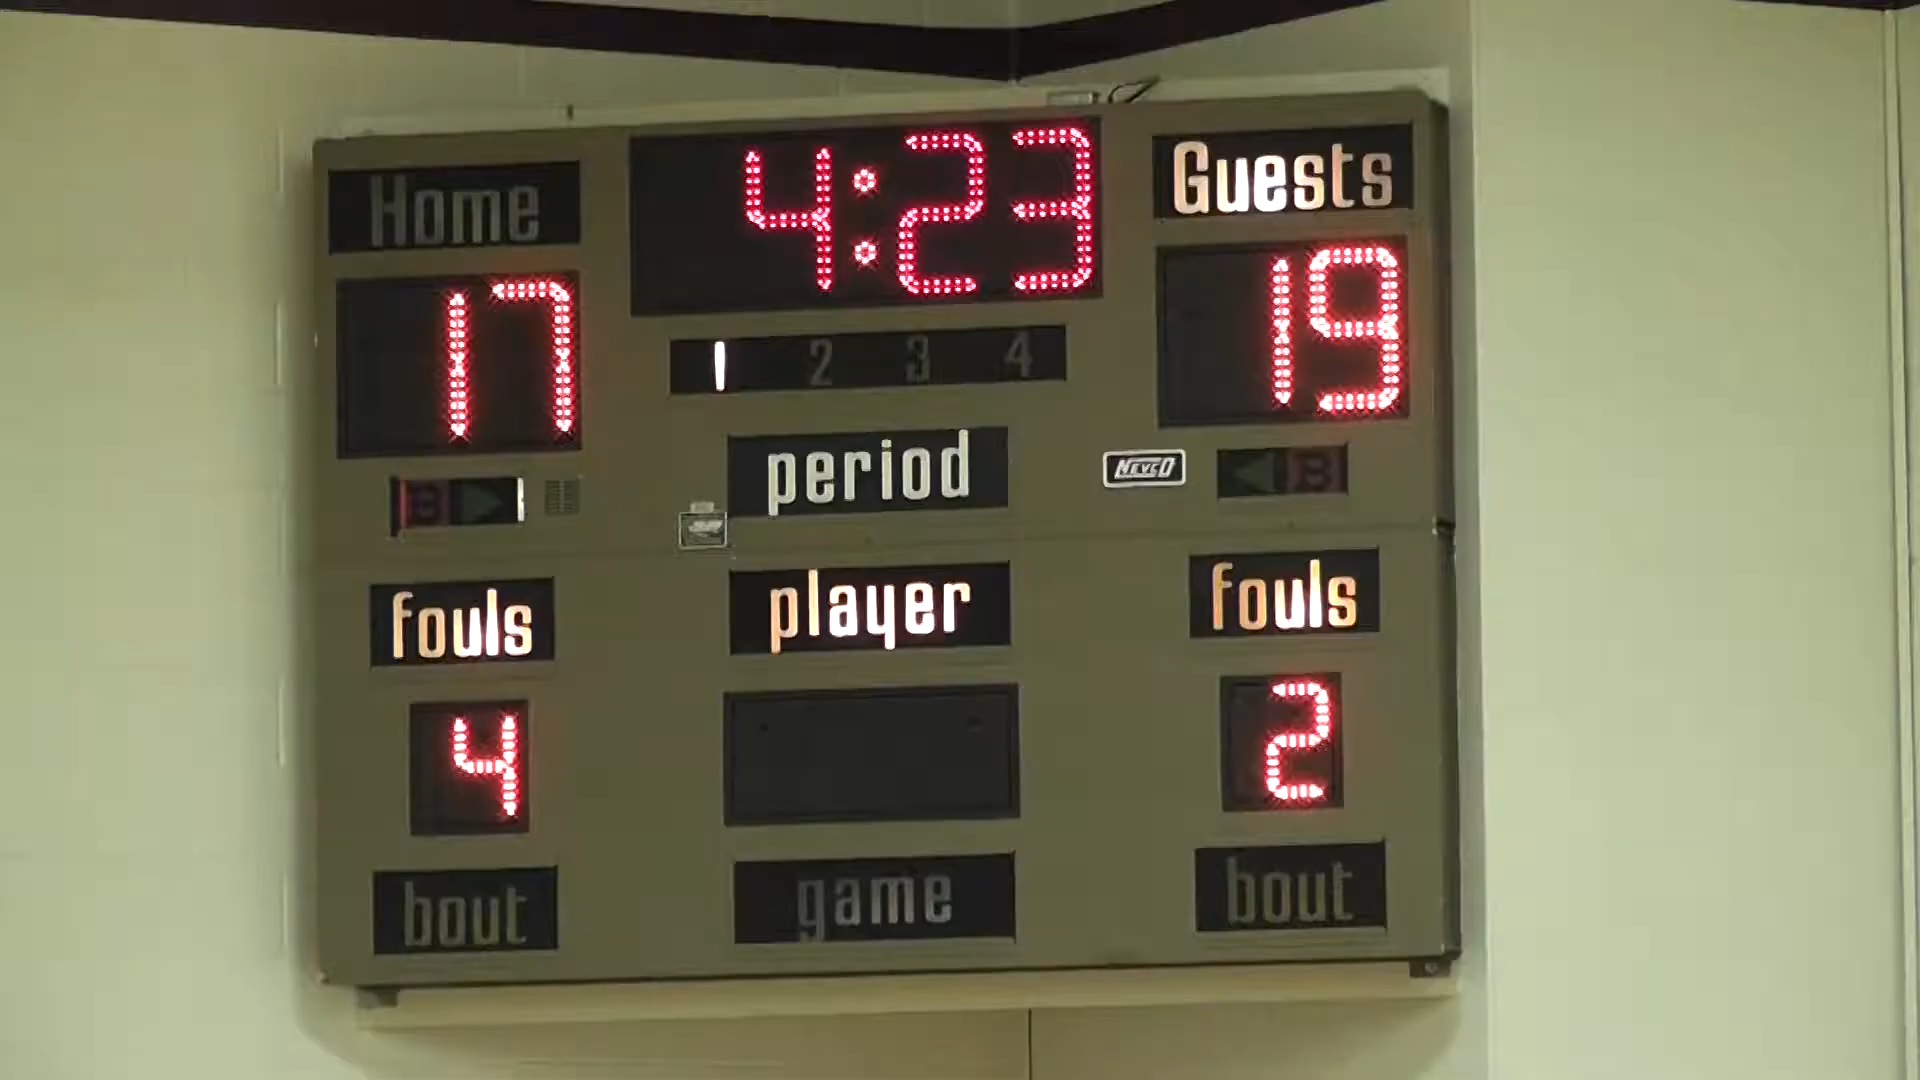 Home 4:23 Guests
17 19
1 2 3 4
period
NEVCO
B B
fouls player fouls
4 2
bout game bout